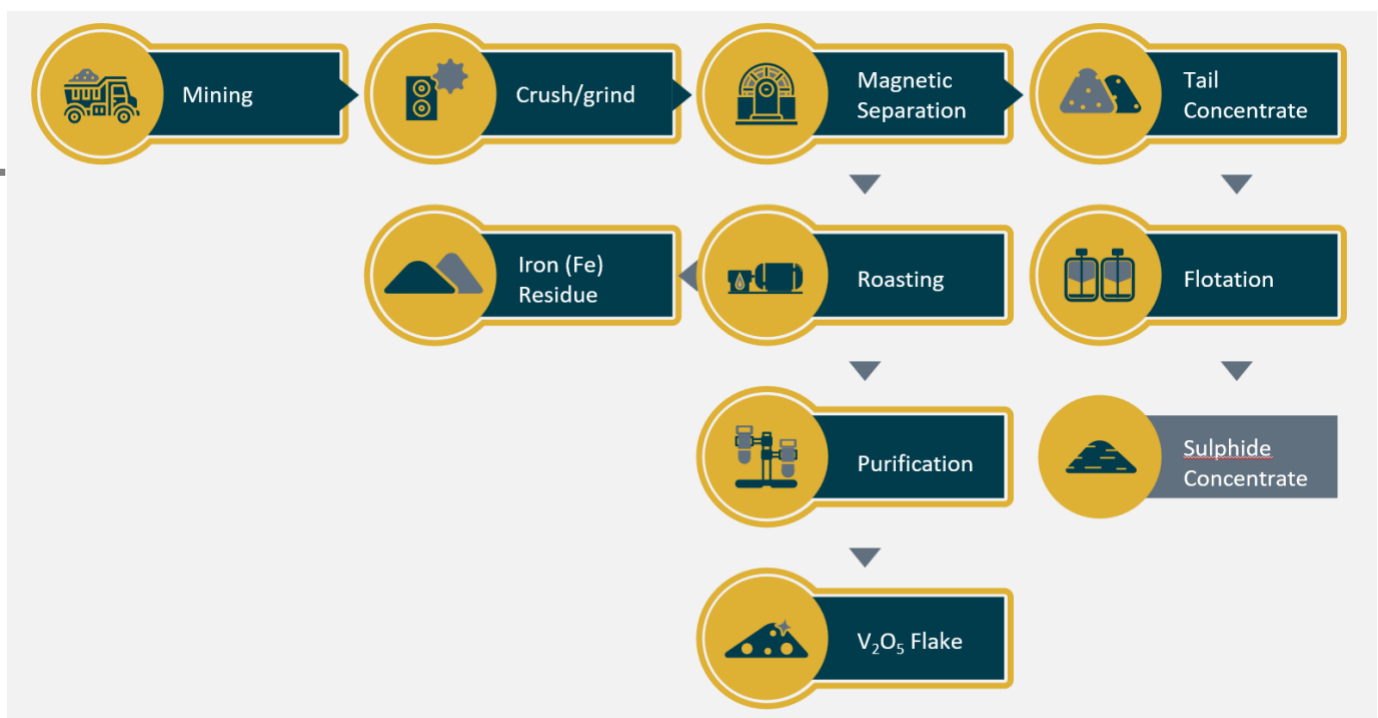 Mining
Crush/grind
Magnetic
Separation
Tail
Concentrate
Iron (Fe)
Residue
Roasting
Flotation
Purification
Sulphide
Concentrate
V₂O₅ Flake